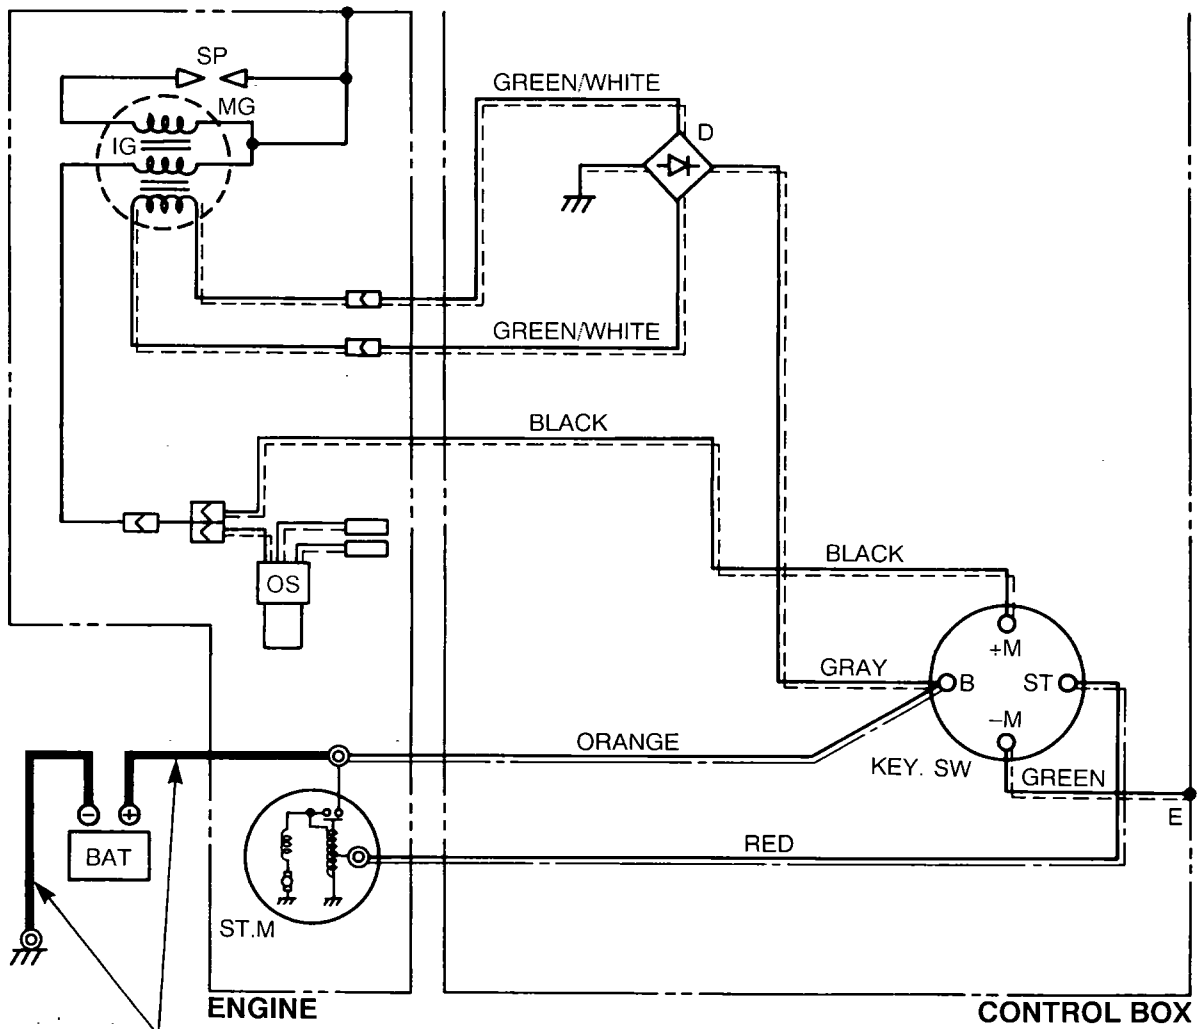 SP
GREEN/WHITE
MG
D
IG
GREEN/WHITE
BLACK
BLACK
OS
+M
GRAY
B
ST
−M
ORANGE
KEY. SW
GREEN
E
− +
BAT
RED
ST.M
ENGINE
CONTROL BOX